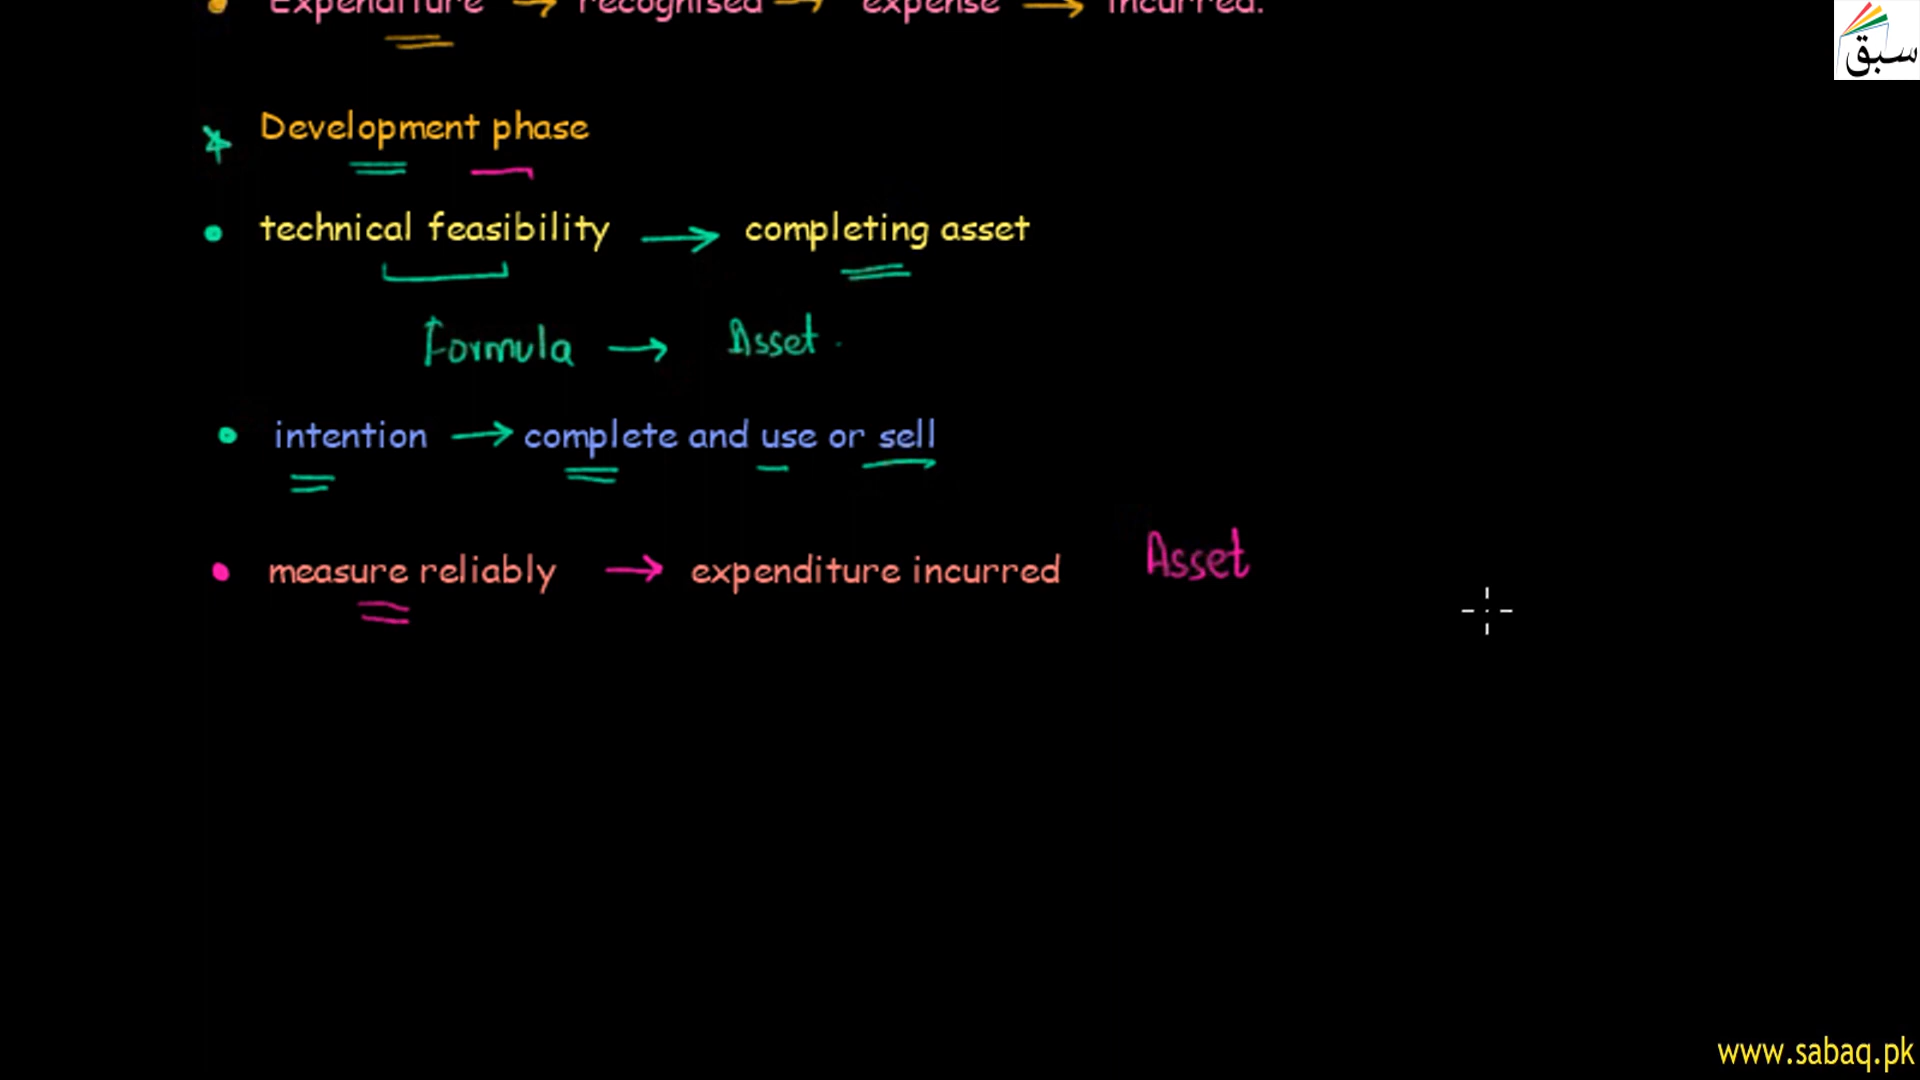 Expenditure → recognised → expense → incurred.
سبق
Development phase
technical feasibility → completing asset
Formula → Asset.
intention → complete and use or sell
measure reliably → expenditure incurred Asset
www.sabaq.pk